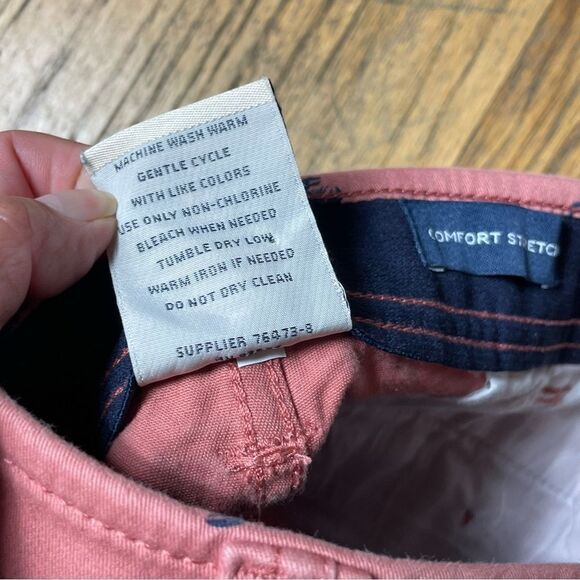 MACHINE WASH WARM
GENTLE CYCLE
WITH LIKE COLORS
USE ONLY NON-CHLORINE
BLEACH WHEN NEEDED
TUMBLE DRY LOW
WARM IRON IF NEEDED
DO NOT DRY CLEAN
SUPPLIER 76473-8
COMFORT STRETCH